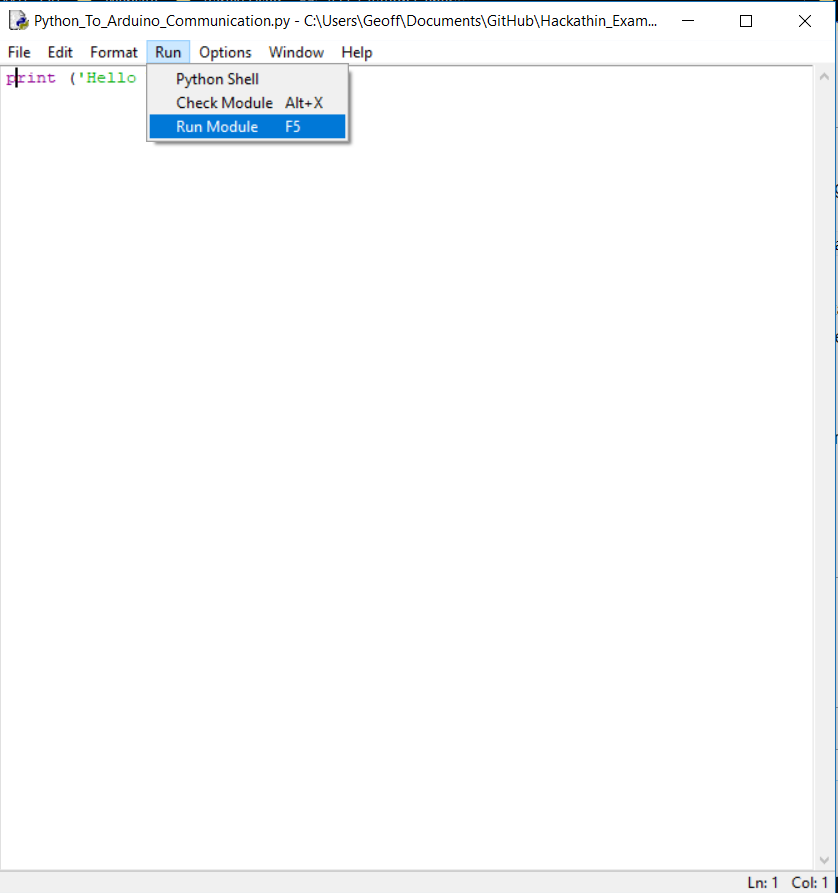 Python_To_Arduino_Communication.py - C:\Users\Geoff\Documents\GitHub\Hackathin_Exam...
File Edit Format Run Options Window Help
print ('Hello
Python Shell
Check Module Alt+X
Run Module F5
Ln: 1 Col: 1